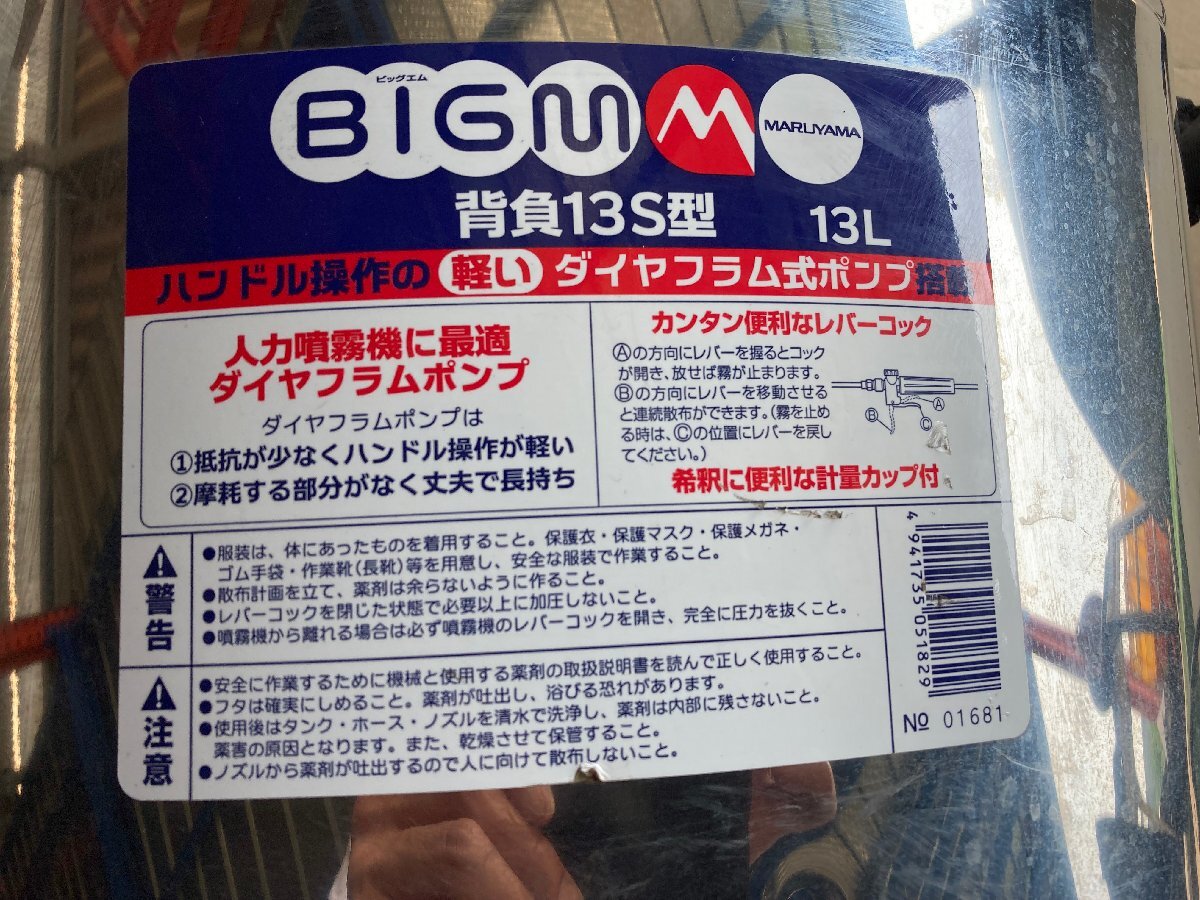 ビッグエム
BIGM
MARUYAMA
背負13S型 13L
ハンドル操作の 軽い ダイヤフラム式ポンプ搭載
人力噴霧機に最適
ダイヤフラムポンプ
ダイヤフラムポンプは
①抵抗が少なくハンドル操作が軽い
②摩耗する部分がなく丈夫で長持ち
カンタン便利なレバーコック
Ⓐの方向にレバーを握るとコック
が開き、放せば霧が止まります。
Ⓑの方向にレバーを移動させる
と連続散布ができます。(霧を止め
る時は、Ⓒの位置にレバーを戻し
てください。)
Ⓐ
Ⓑ
Ⓒ
希釈に便利な計量カップ付
警告
●服装は、体にあったものを着用すること。保護衣・保護マスク・保護メガネ・
ゴム手袋・作業靴(長靴)等を用意し、安全な服装で作業すること。
●散布計画を立て、薬剤は余らないように作ること。
●レバーコックを閉じた状態で必要以上に加圧しないこと。
●噴霧機から離れる場合は必ず噴霧機のレバーコックを開き、完全に圧力を抜くこと。
注意
●安全に作業するために機械と使用する薬剤の取扱説明書を読んで正しく使用すること。
●フタは確実にしめること。薬剤が吐出し、浴びる恐れがあります。
●使用後はタンク・ホース・ノズルを清水で洗浄し、薬剤は内部に残さないこと。
薬害の原因となります。また、乾燥させて保管すること。
●ノズルから薬剤が吐出するので人に向けて散布しないこと。
4941735051829
№ 01681